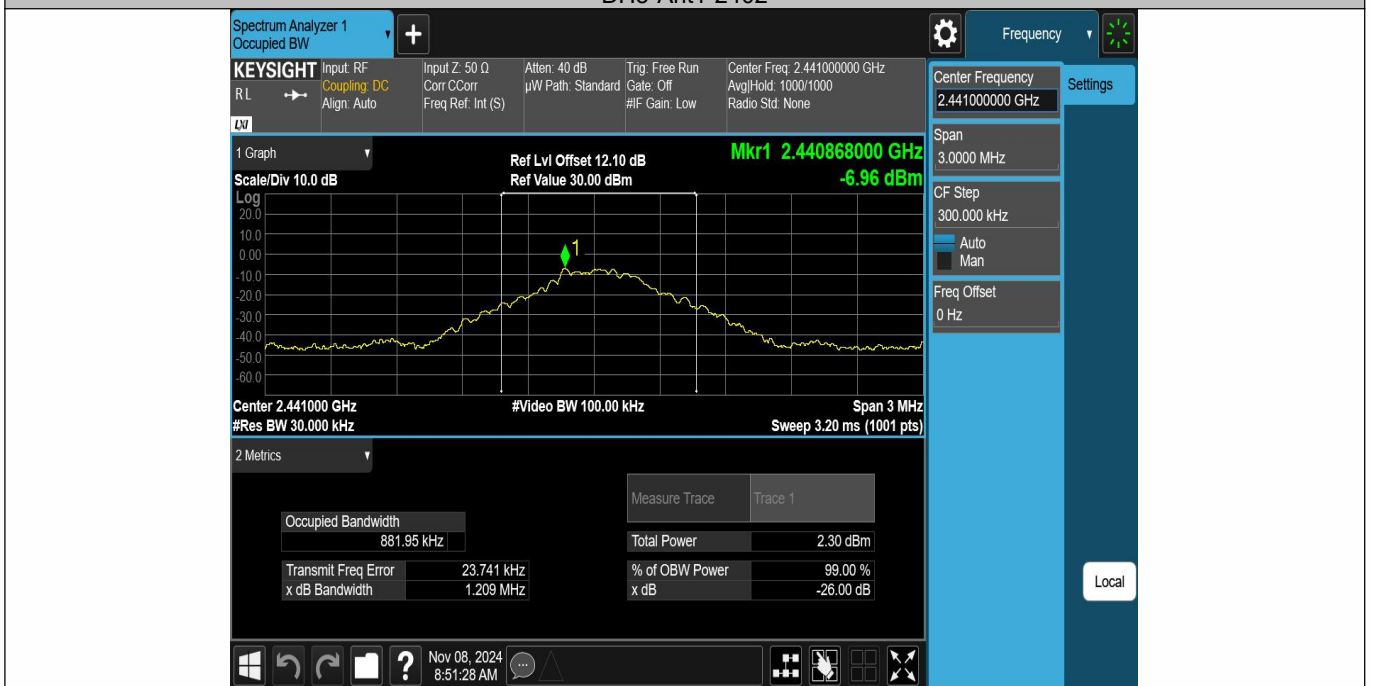 Spectrum Analyzer 1
Occupied BW
+
Frequency
KEYSIGHT
R L
LXI
Input: RF
Coupling: DC
Align: Auto
Input Z: 50 Ω
Corr CCorr
Freq Ref: Int (S)
Atten: 40 dB
µW Path: Standard
Trig: Free Run
Gate: Off
#IF Gain: Low
Center Freq: 2.441000000 GHz
Avg|Hold: 1000/1000
Radio Std: None
Center Frequency
2.441000000 GHz
Settings
Span
3.0000 MHz
CF Step
300.000 kHz
Auto
Man
Freq Offset
0 Hz
Local
1 Graph
Scale/Div 10.0 dB
Ref Lvl Offset 12.10 dB
Ref Value 30.00 dBm
Mkr1 2.440868000 GHz
-6.96 dBm
Log
20.0
10.0
0.00
-10.0
-20.0
-30.0
-40.0
-50.0
-60.0
1
Center 2.441000 GHz
#Res BW 30.000 kHz
#Video BW 100.00 kHz
Span 3 MHz
Sweep 3.20 ms (1001 pts)
2 Metrics
Measure Trace Trace 1
Occupied Bandwidth
881.95 kHz
Total Power 2.30 dBm
Transmit Freq Error 23.741 kHz
% of OBW Power 99.00 %
x dB Bandwidth 1.209 MHz
x dB -26.00 dB
?
Nov 08, 2024
8:51:28 AM